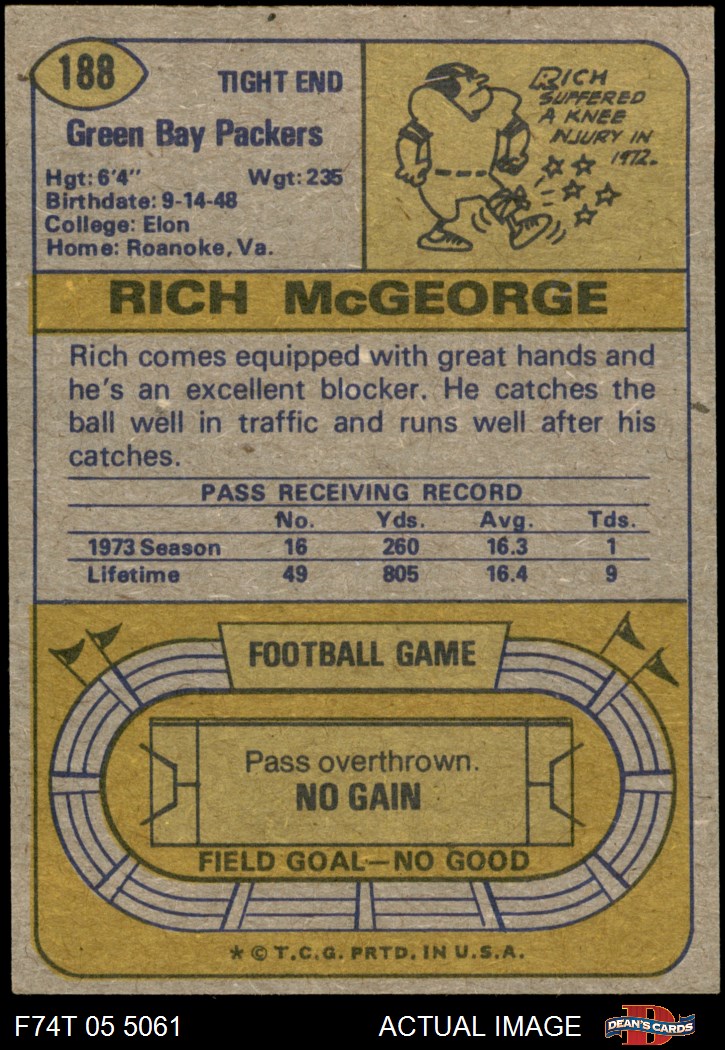 188
TIGHT END
Green Bay Packers
Hgt: 6'4" Wgt: 235
Birthdate: 9-14-48
College: Elon
Home: Roanoke, Va.
RICH
SUFFERED
A KNEE
INJURY IN
1972.
RICH McGEORGE
Rich comes equipped with great hands and
he's an excellent blocker. He catches the
ball well in traffic and runs well after his
catches.
PASS RECEIVING RECORD
No. Yds. Avg. Tds.
1973 Season 16 260 16.3 1
Lifetime 49 805 16.4 9
FOOTBALL GAME
Pass overthrown.
NO GAIN
FIELD GOAL—NO GOOD
* © T.C.G. PRTD. IN U.S.A.
F74T 05 5061 ACTUAL IMAGE
D
DEAN'S CARDS